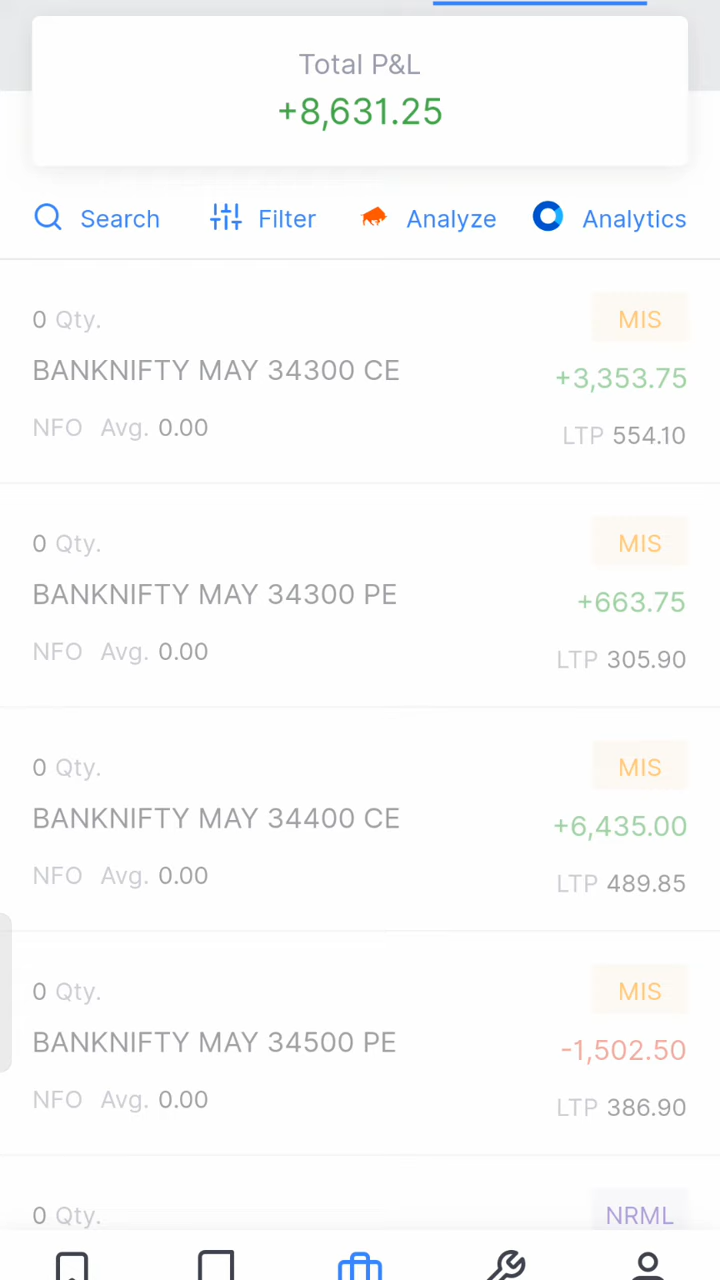 Total P&L
+8,631.25
Search Filter Analyze Analytics
0 Qty. MIS
BANKNIFTY MAY 34300 CE +3,353.75
NFO Avg. 0.00 LTP 554.10
0 Qty. MIS
BANKNIFTY MAY 34300 PE +663.75
NFO Avg. 0.00 LTP 305.90
0 Qty. MIS
BANKNIFTY MAY 34400 CE +6,435.00
NFO Avg. 0.00 LTP 489.85
0 Qty. MIS
BANKNIFTY MAY 34500 PE -1,502.50
NFO Avg. 0.00 LTP 386.90
0 Qty. NRML